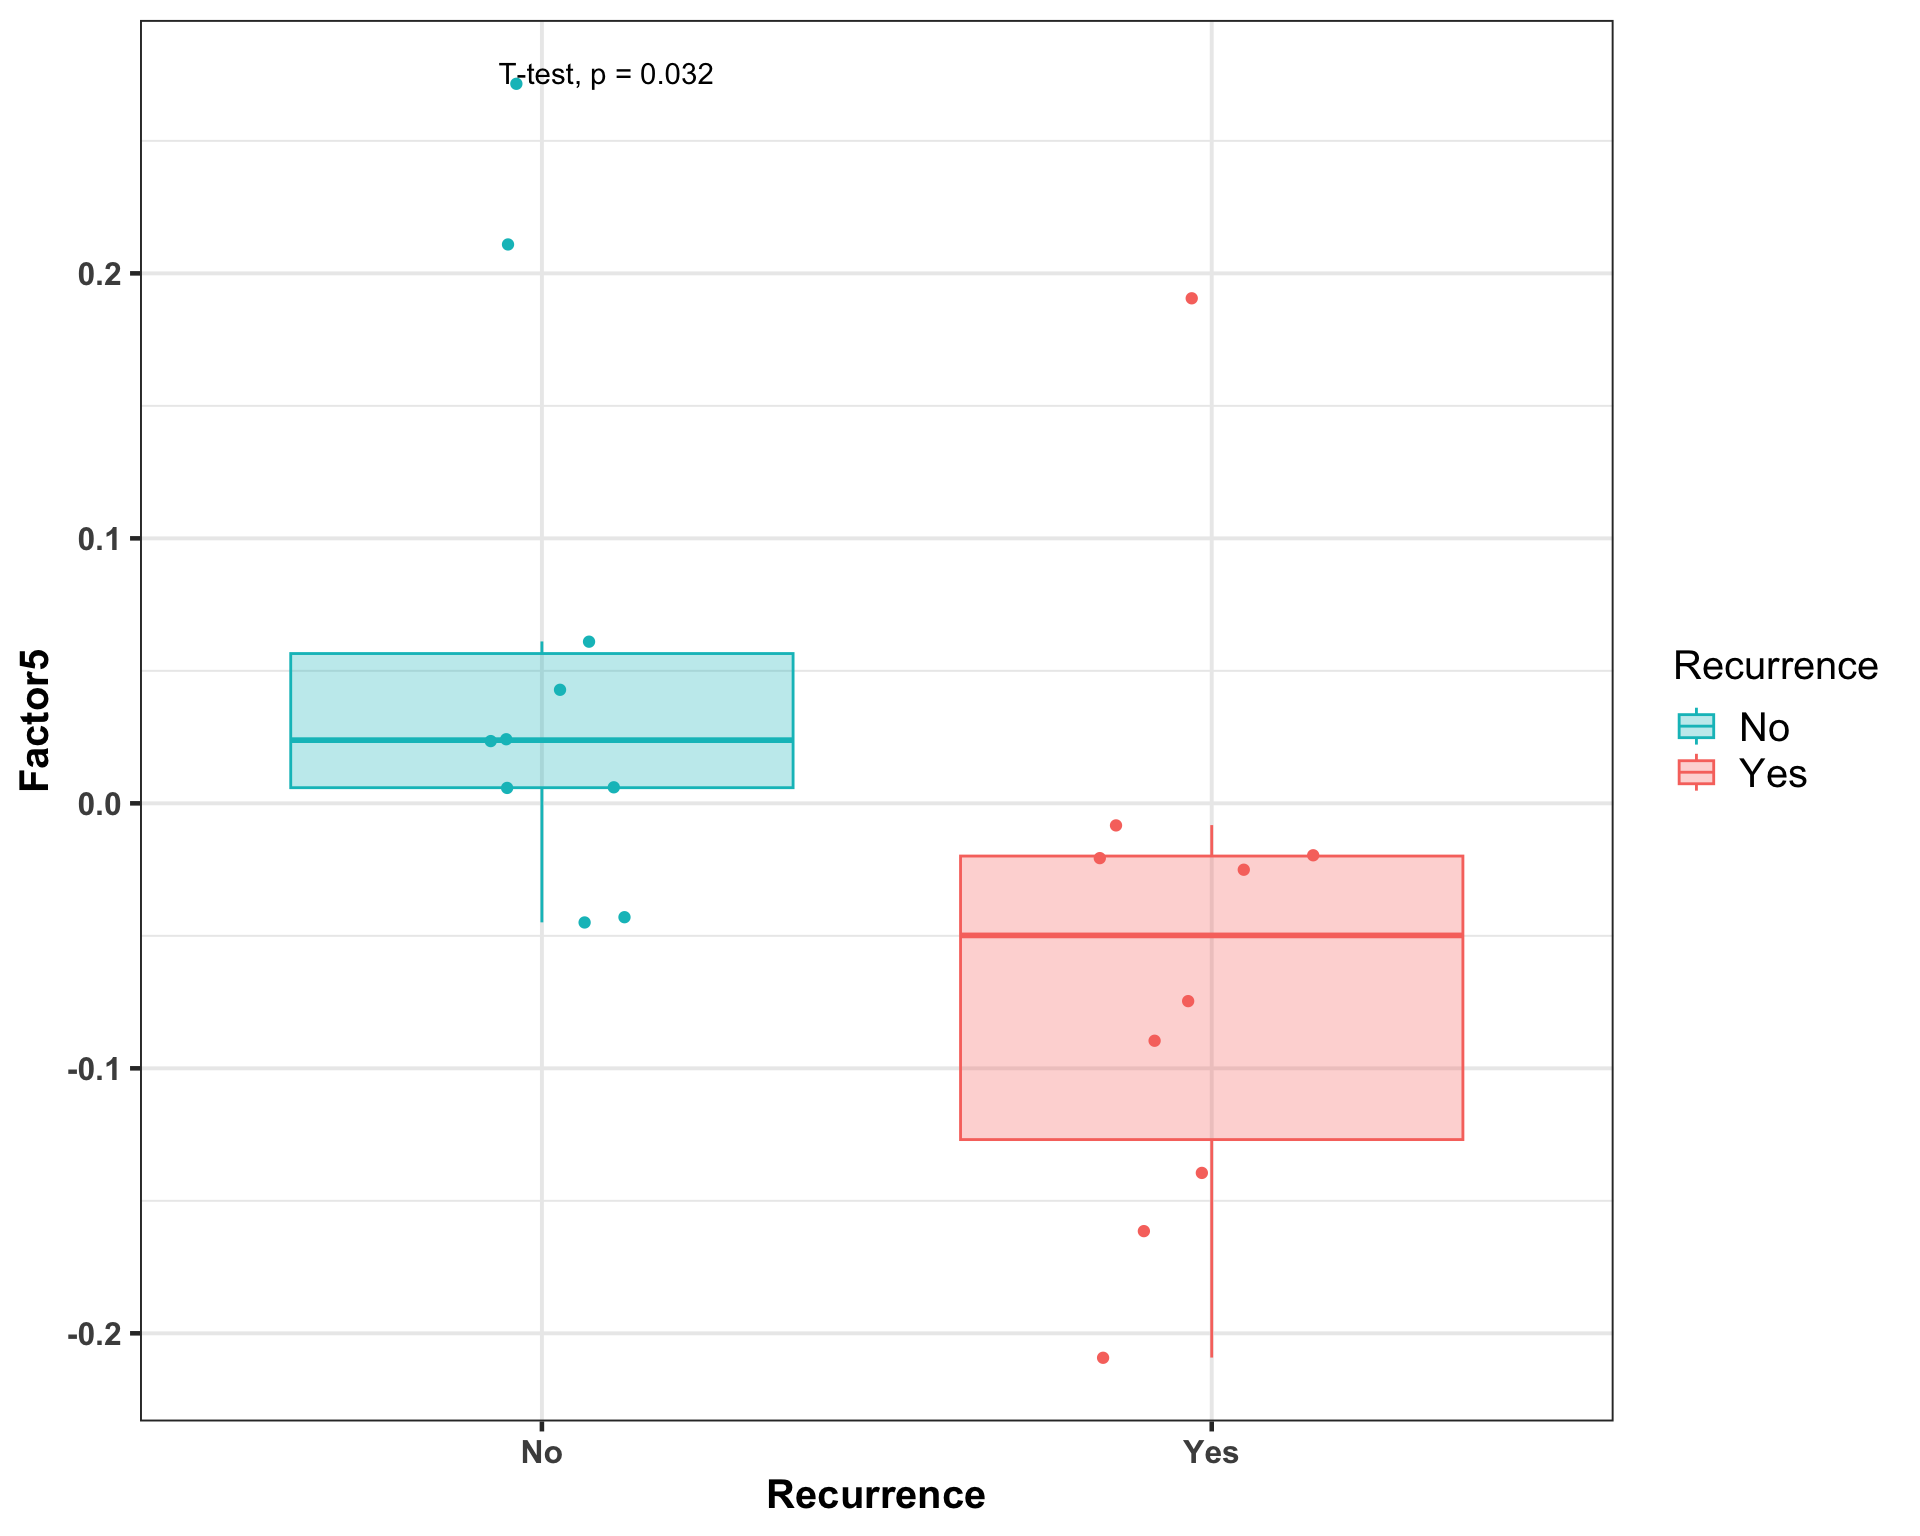 T-test, p = 0.032
0.2
0.1
0.0
-0.1
-0.2
Factor5
No
Yes
Recurrence
Recurrence
No
Yes